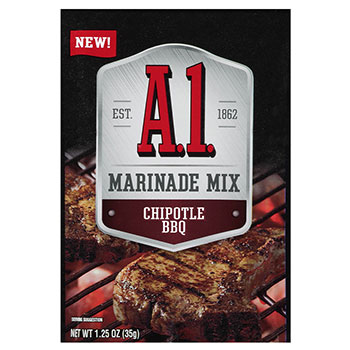 NEW!
A.1.
EST. 1862
MARINADE MIX
CHIPOTLE
BBQ
SERVING SUGGESTION
NET WT 1.25 OZ (35g)